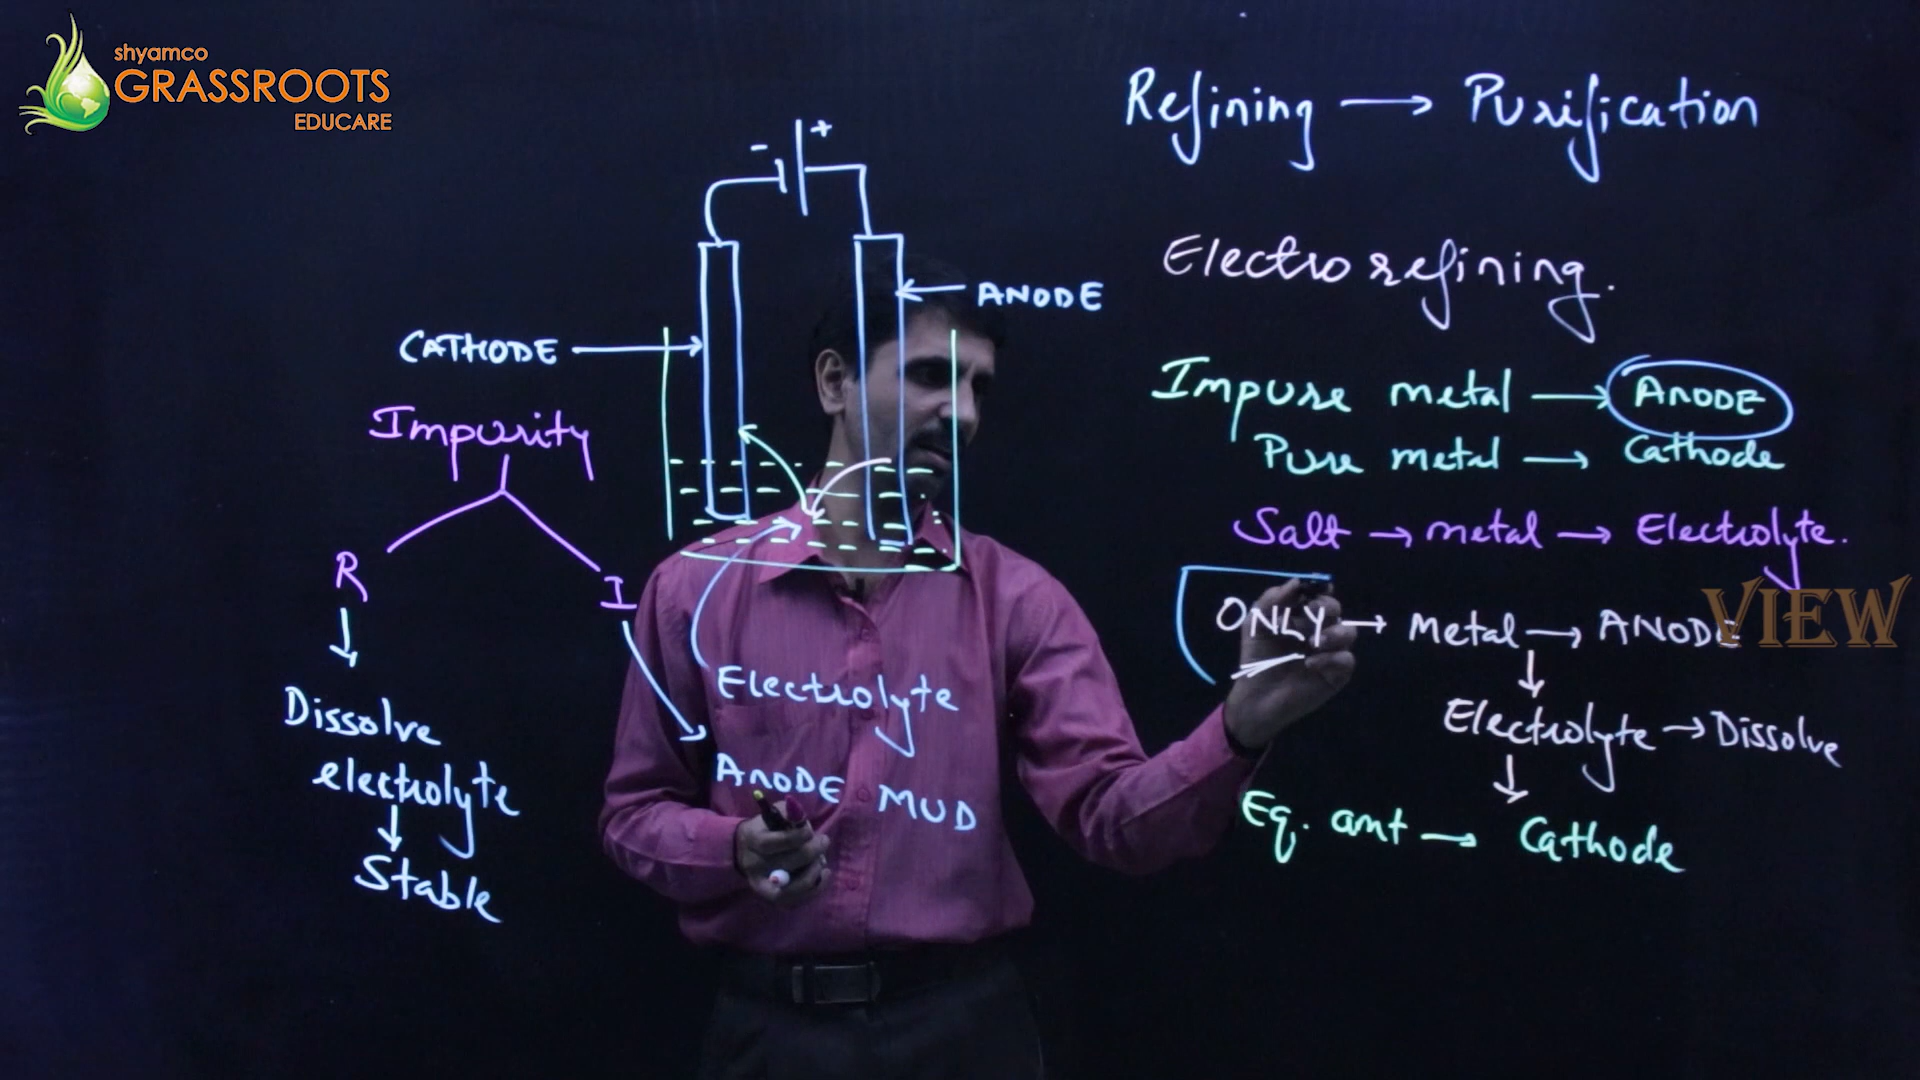 shyamco
GRASSROOTS
EDUCARE
- +
CATHODE
ANODE
Impurity
R I
Dissolve
electrolyte
Stable
Electrolyte
ANODE MUD
Refining → Purification
Electrorefining.
Impure metal → ANODE
Pure metal → Cathode
Salt → metal → Electrolyte.
ONLY → Metal → ANODE
VIEW
Electrolyte → Dissolve
Eq. amt → Cathode